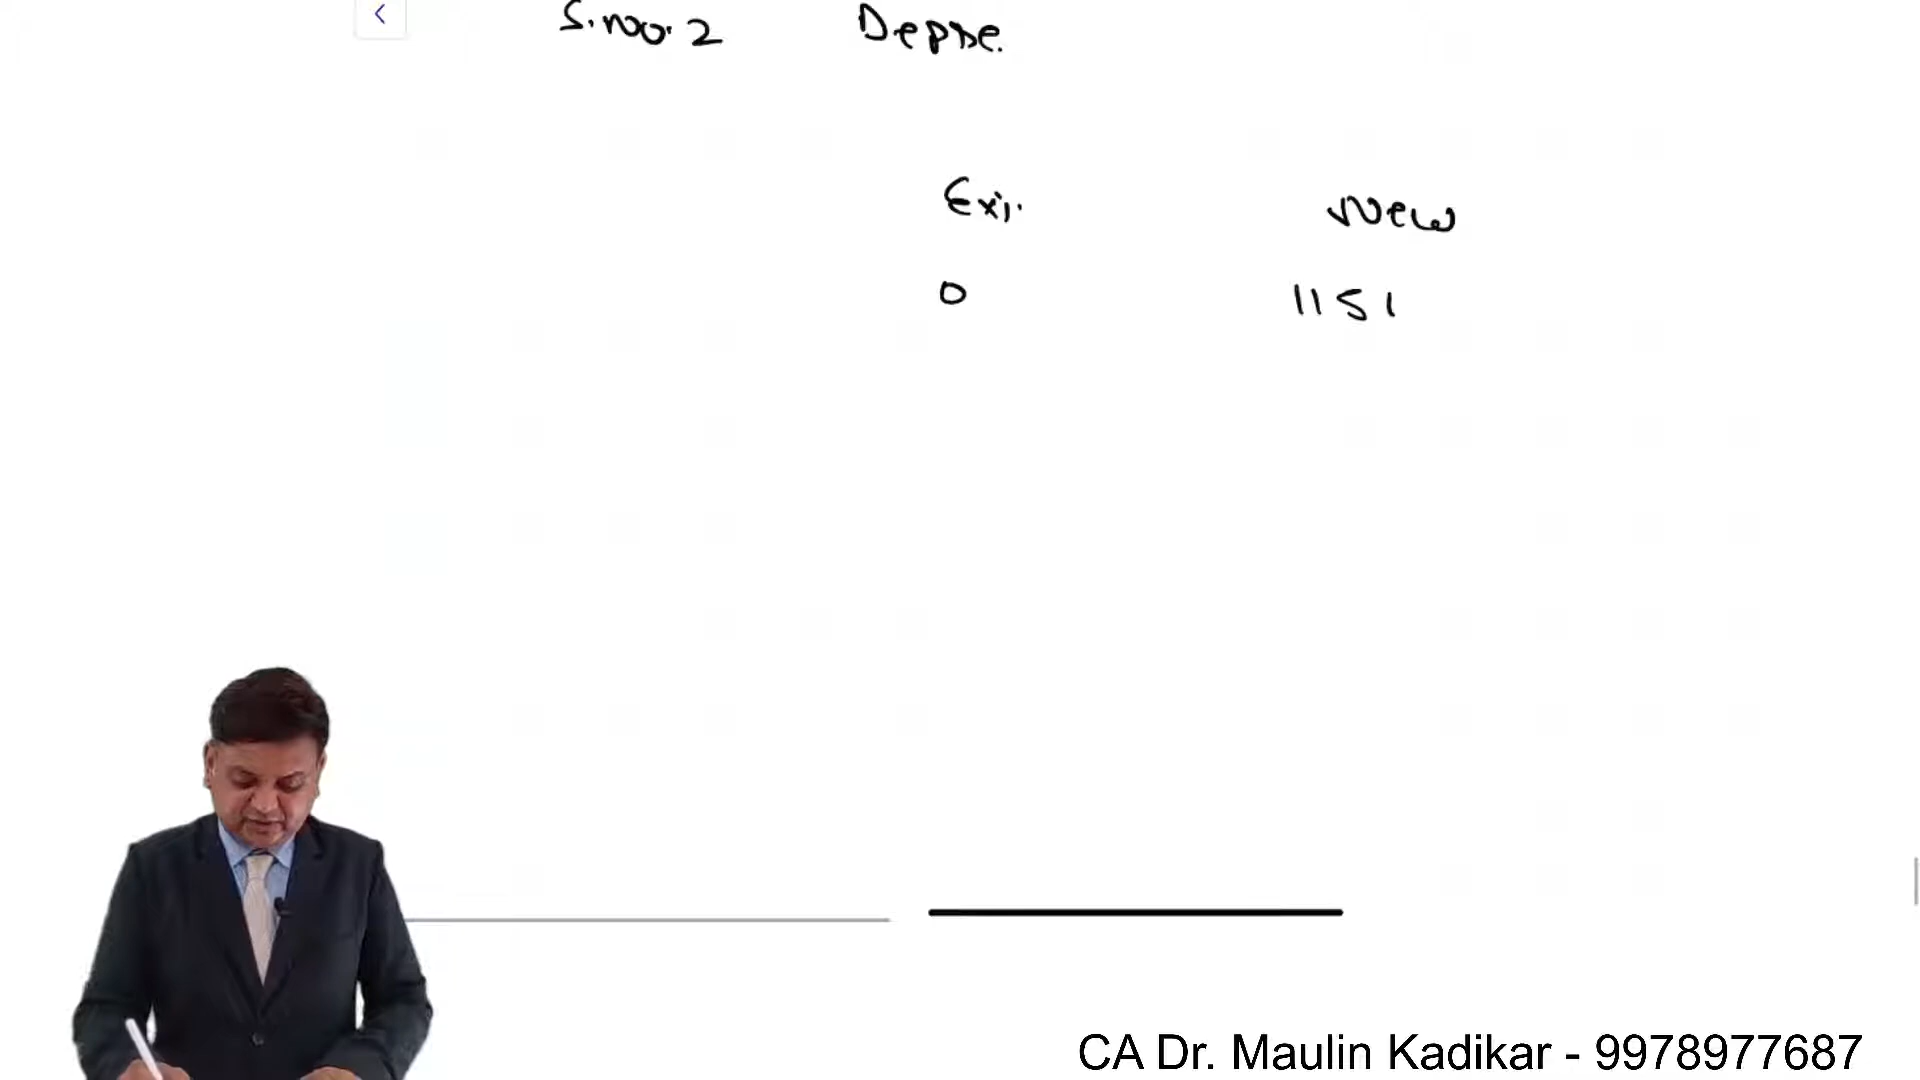 S. no. 2 Depre.
Exi. New
0 1151
CA Dr. Maulin Kadikar - 9978977687